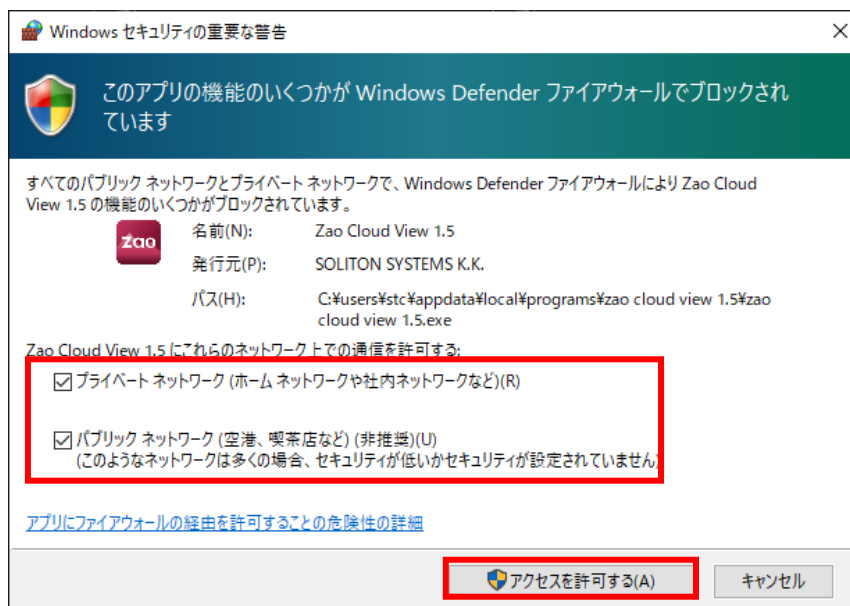 Windows セキュリティの重要な警告
このアプリの機能のいくつかが Windows Defender ファイアウォールでブロックされ
ています
すべてのパブリック ネットワークとプライベート ネットワークで、Windows Defender ファイアウォールにより Zao Cloud
View 1.5 の機能のいくつかがブロックされています。
zao
名前(N): Zao Cloud View 1.5
発行元(P): SOLITON SYSTEMS K.K.
パス(H): C:¥users¥stc¥appdata¥local¥programs¥zao cloud view 1.5¥zao
cloud view 1.5.exe
Zao Cloud View 1.5 にこれらのネットワーク上での通信を許可する:
プライベート ネットワーク (ホーム ネットワークや社内ネットワークなど)(R)
パブリック ネットワーク (空港、喫茶店など) (非推奨)(U)
(このようなネットワークは多くの場合、セキュリティが低いかセキュリティが設定されていません)
アプリにファイアウォールの経由を許可することの危険性の詳細
アクセスを許可する(A) キャンセル